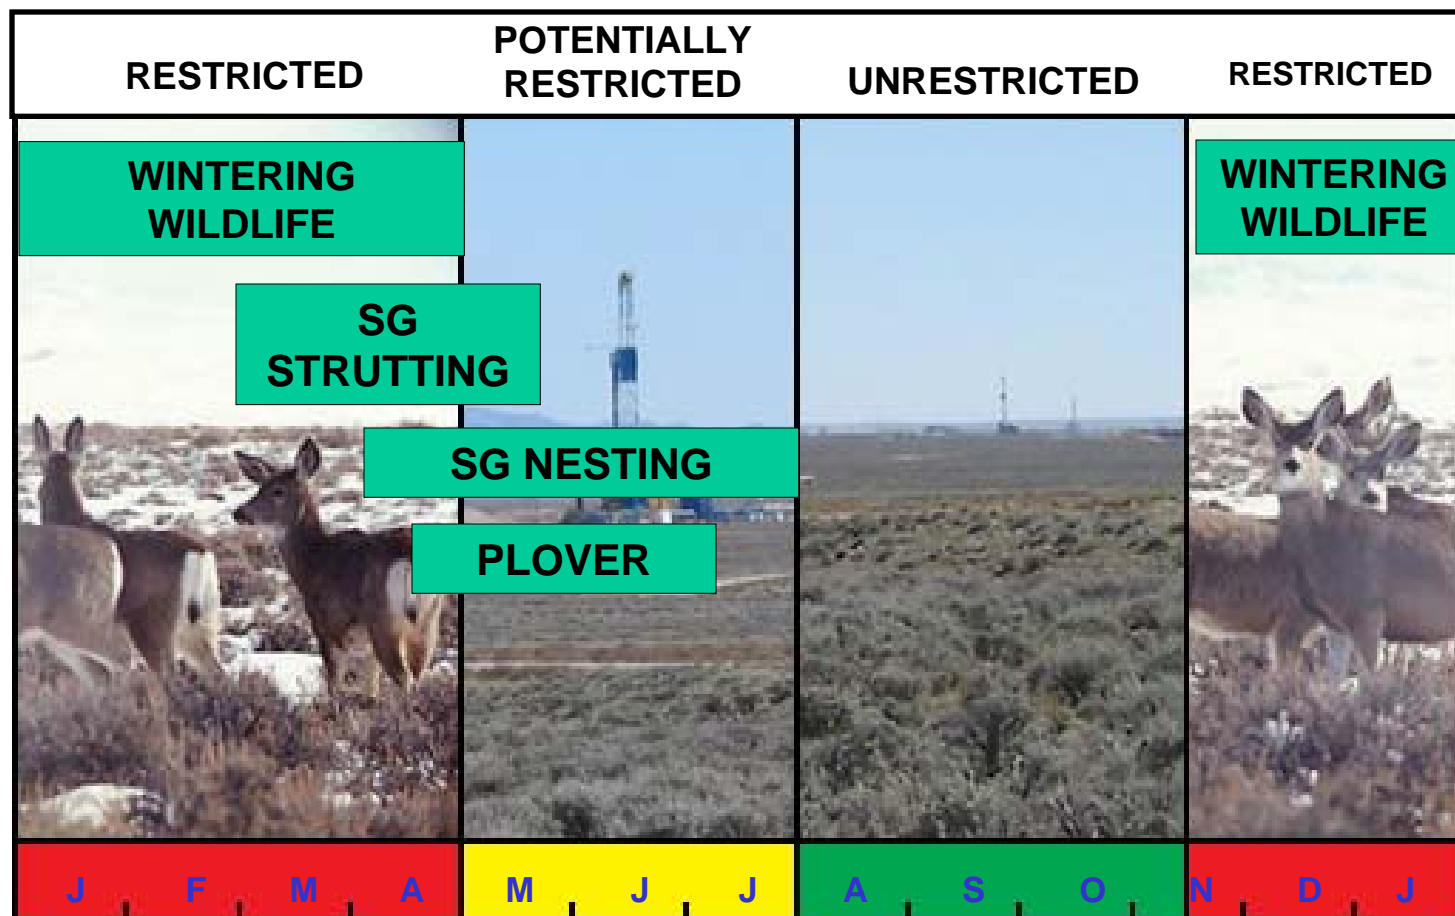 RESTRICTED
POTENTIALLY
RESTRICTED
UNRESTRICTED
RESTRICTED
WINTERING
WILDLIFE
WINTERING
WILDLIFE
SG
STRUTTING
SG NESTING
PLOVER
J F M A M J J A S O N D J